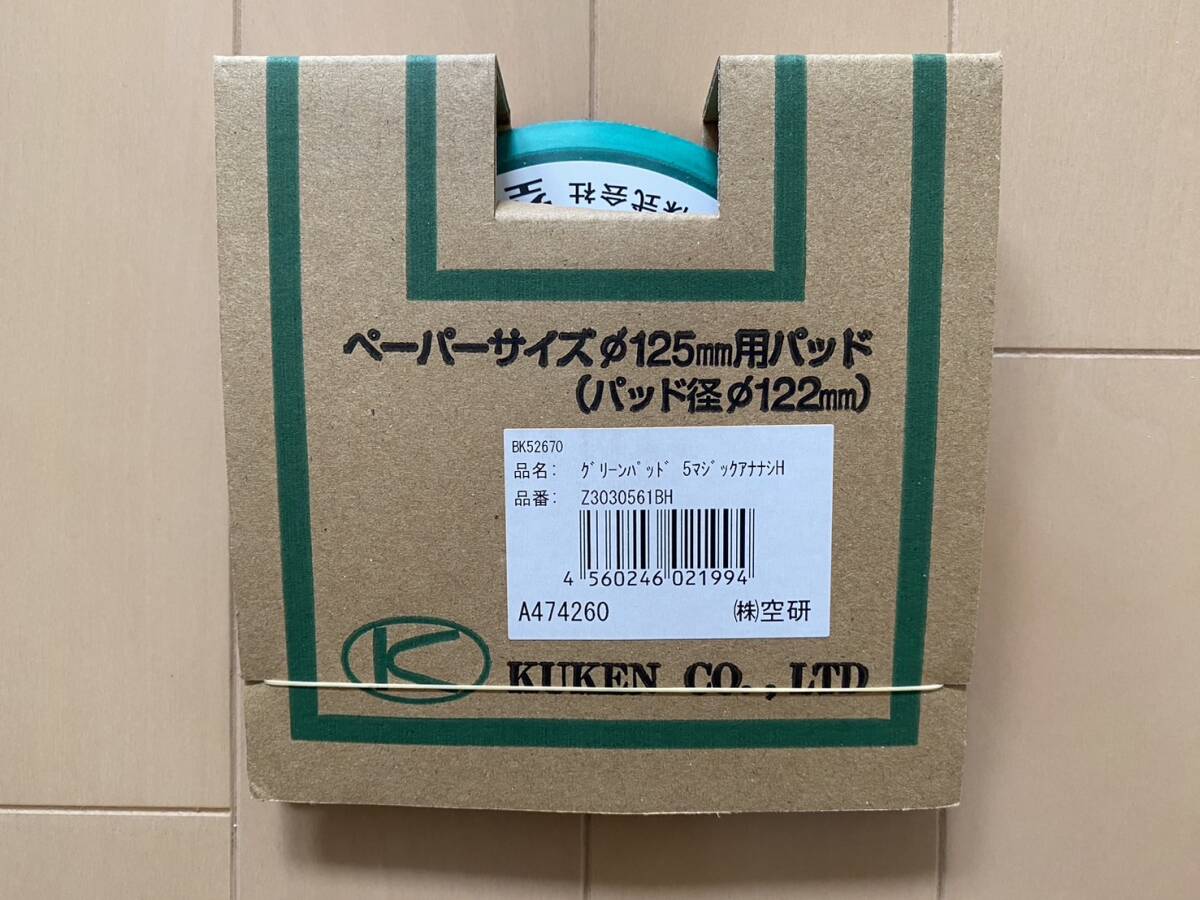 株式会社 空
ペーパーサイズφ125mm用パッド
(パッド径φ122mm)
BK52670
品名: グリーンパッド 5マジックアナナシH
品番: Z3030561BH
4 560246 021994
A474260 ㈱空研
K KUKEN CO.,LTD